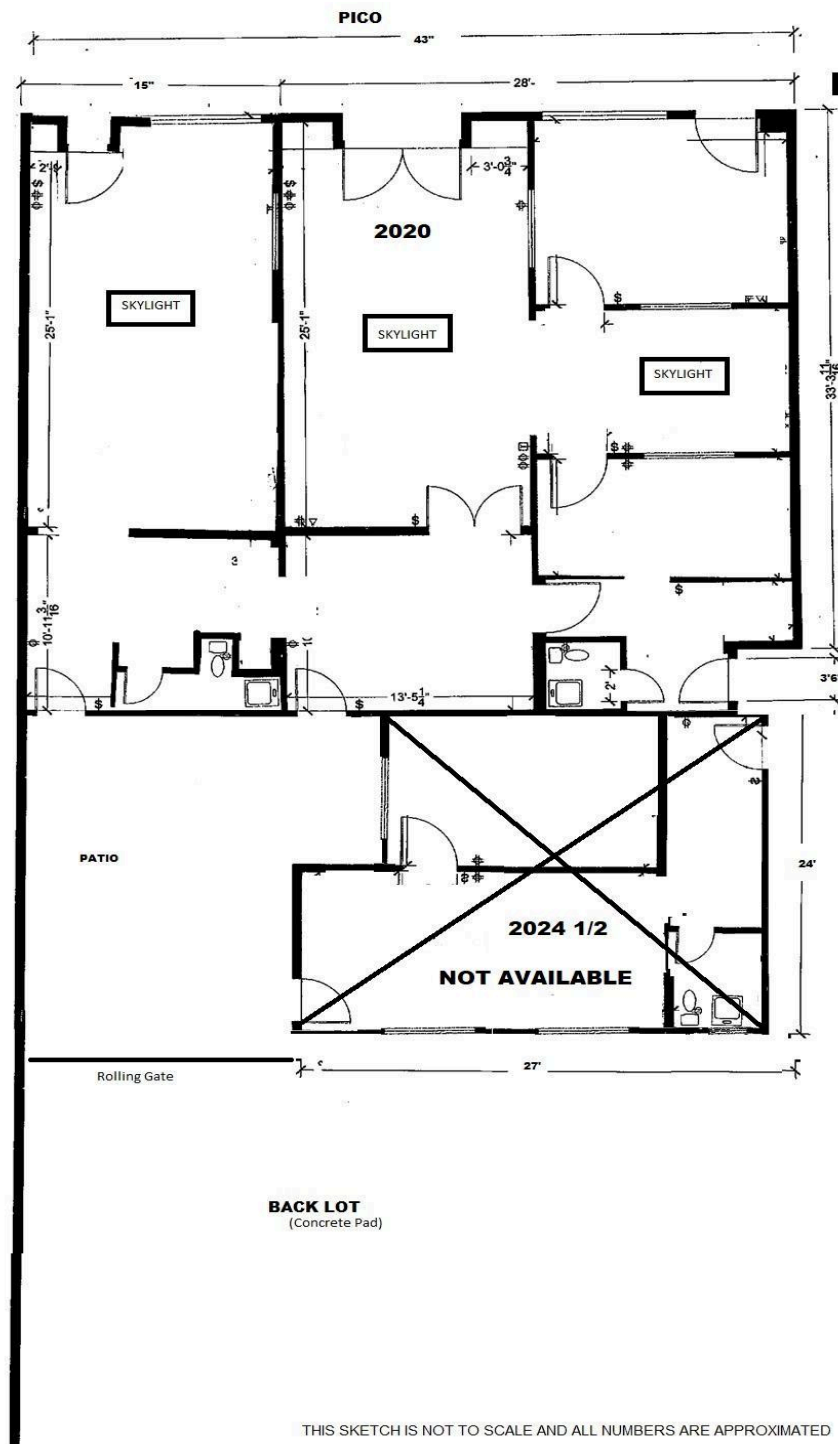 PICO
43"
15"
28'-
3'-0 3/4"
2020
SKYLIGHT
SKYLIGHT
SKYLIGHT
25'-1"
25'-1"
33'-3 11/16"
10'-11 3/16"
13'-5 1/4"
2'
3'6"
PATIO
24'
2024 1/2
NOT AVAILABLE
Rolling Gate
27'
BACK LOT
(Concrete Pad)
THIS SKETCH IS NOT TO SCALE AND ALL NUMBERS ARE APPROXIMATED